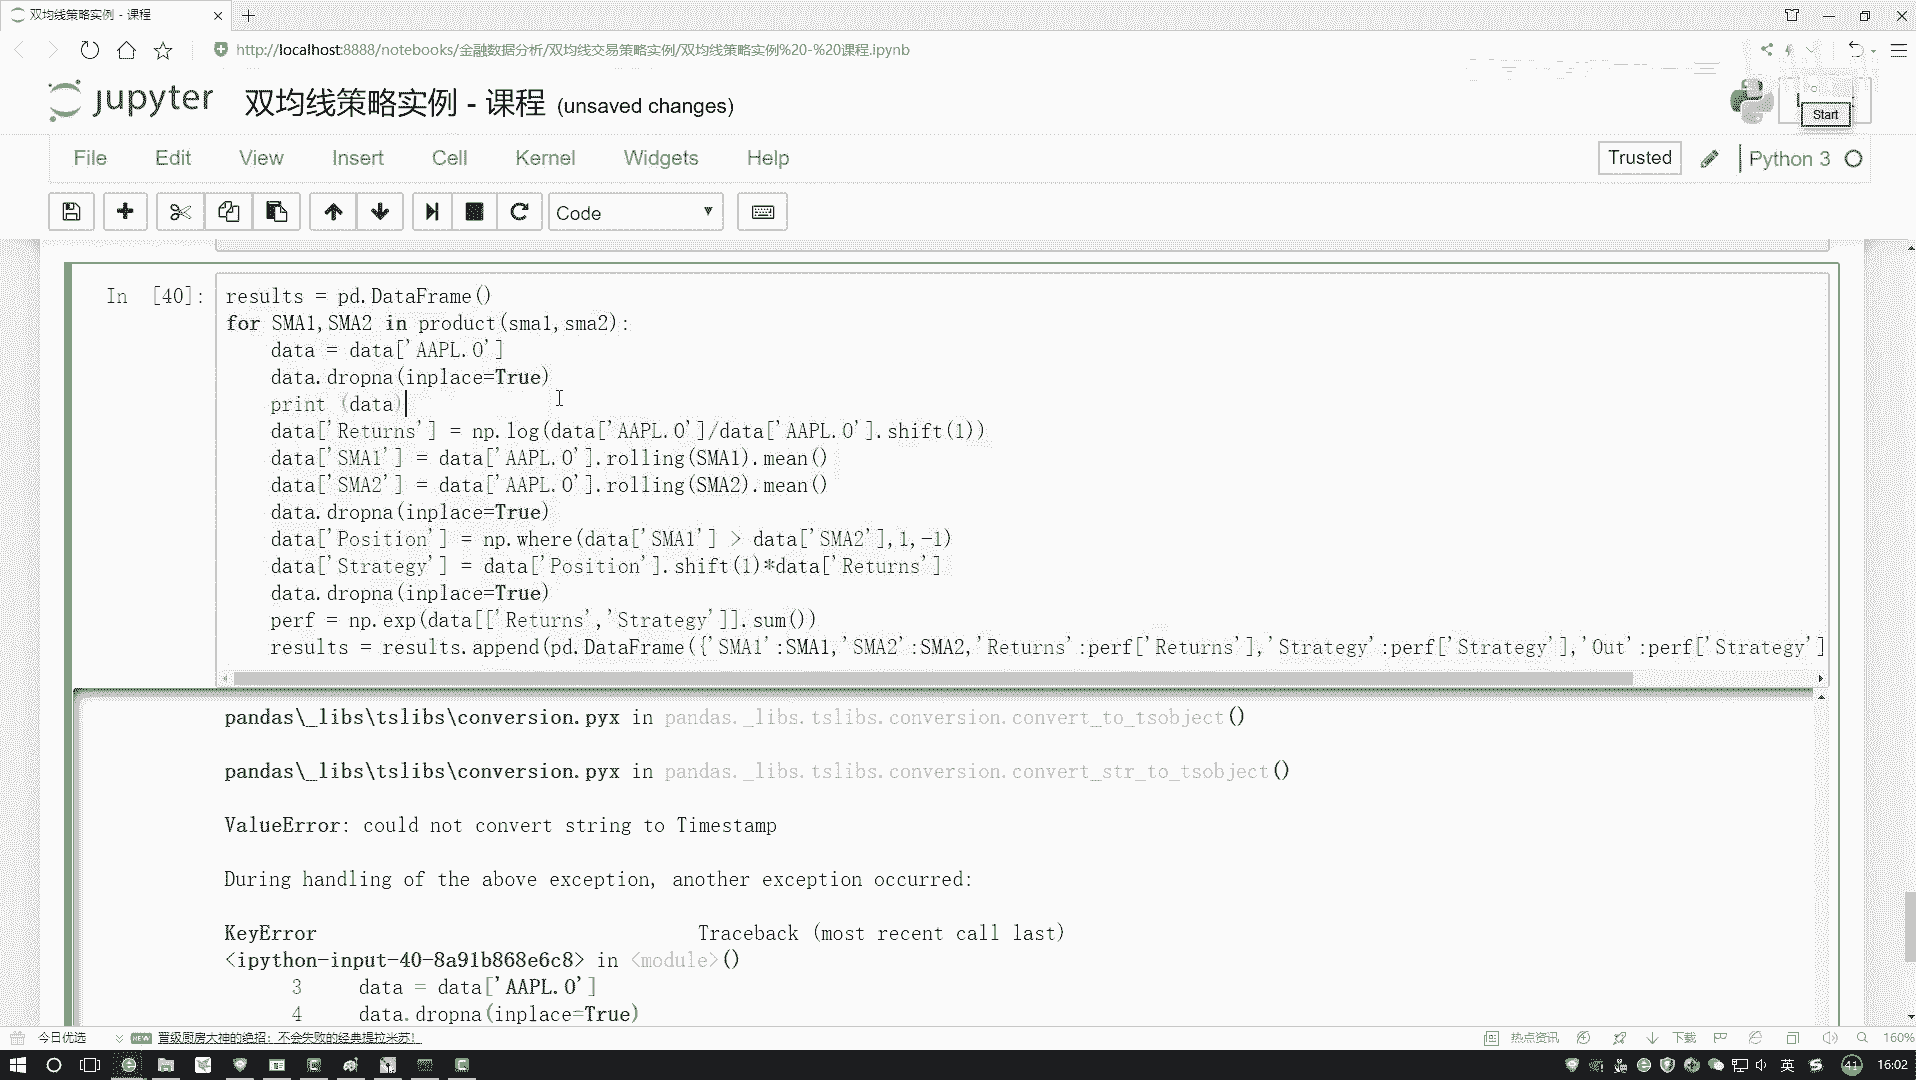 双均线策略实例 - 课程
http://localhost:8888/notebooks/金融数据分析/双均线交易策略实例/双均线策略实例%20-%20课程.ipynb
jupyter 双均线策略实例 - 课程 (unsaved changes)
Start
File Edit View Insert Cell Kernel Widgets Help
Trusted Python 3
Code
In [40]:
results = pd.DataFrame()
for SMA1,SMA2 in product(sma1,sma2):
    data = data['AAPL.O']
    data.dropna(inplace=True)
    print (data)
    data['Returns'] = np.log(data['AAPL.O']/data['AAPL.O'].shift(1))
    data['SMA1'] = data['AAPL.O'].rolling(SMA1).mean()
    data['SMA2'] = data['AAPL.O'].rolling(SMA2).mean()
    data.dropna(inplace=True)
    data['Position'] = np.where(data['SMA1'] > data['SMA2'],1,-1)
    data['Strategy'] = data['Position'].shift(1)*data['Returns']
    data.dropna(inplace=True)
    perf = np.exp(data[['Returns','Strategy']].sum())
    results = results.append(pd.DataFrame({'SMA1':SMA1,'SMA2':SMA2,'Returns':perf['Returns'],'Strategy':perf['Strategy'],'Out':perf['Strategy']
pandas\_libs\tslibs\conversion.pyx in pandas._libs.tslibs.conversion.convert_to_tsobject()
pandas\_libs\tslibs\conversion.pyx in pandas._libs.tslibs.conversion.convert_str_to_tsobject()
ValueError: could not convert string to Timestamp
During handling of the above exception, another exception occurred:
KeyError Traceback (most recent call last)
<ipython-input-40-8a91b868e6c8> in <module>()
3 data = data['AAPL.O']
4 data.dropna(inplace=True)
今日优选 NEW 晋级厨房大神的绝招：不会失败的经典提拉米苏！ 热点资讯 下载 160%
英 41 16:02